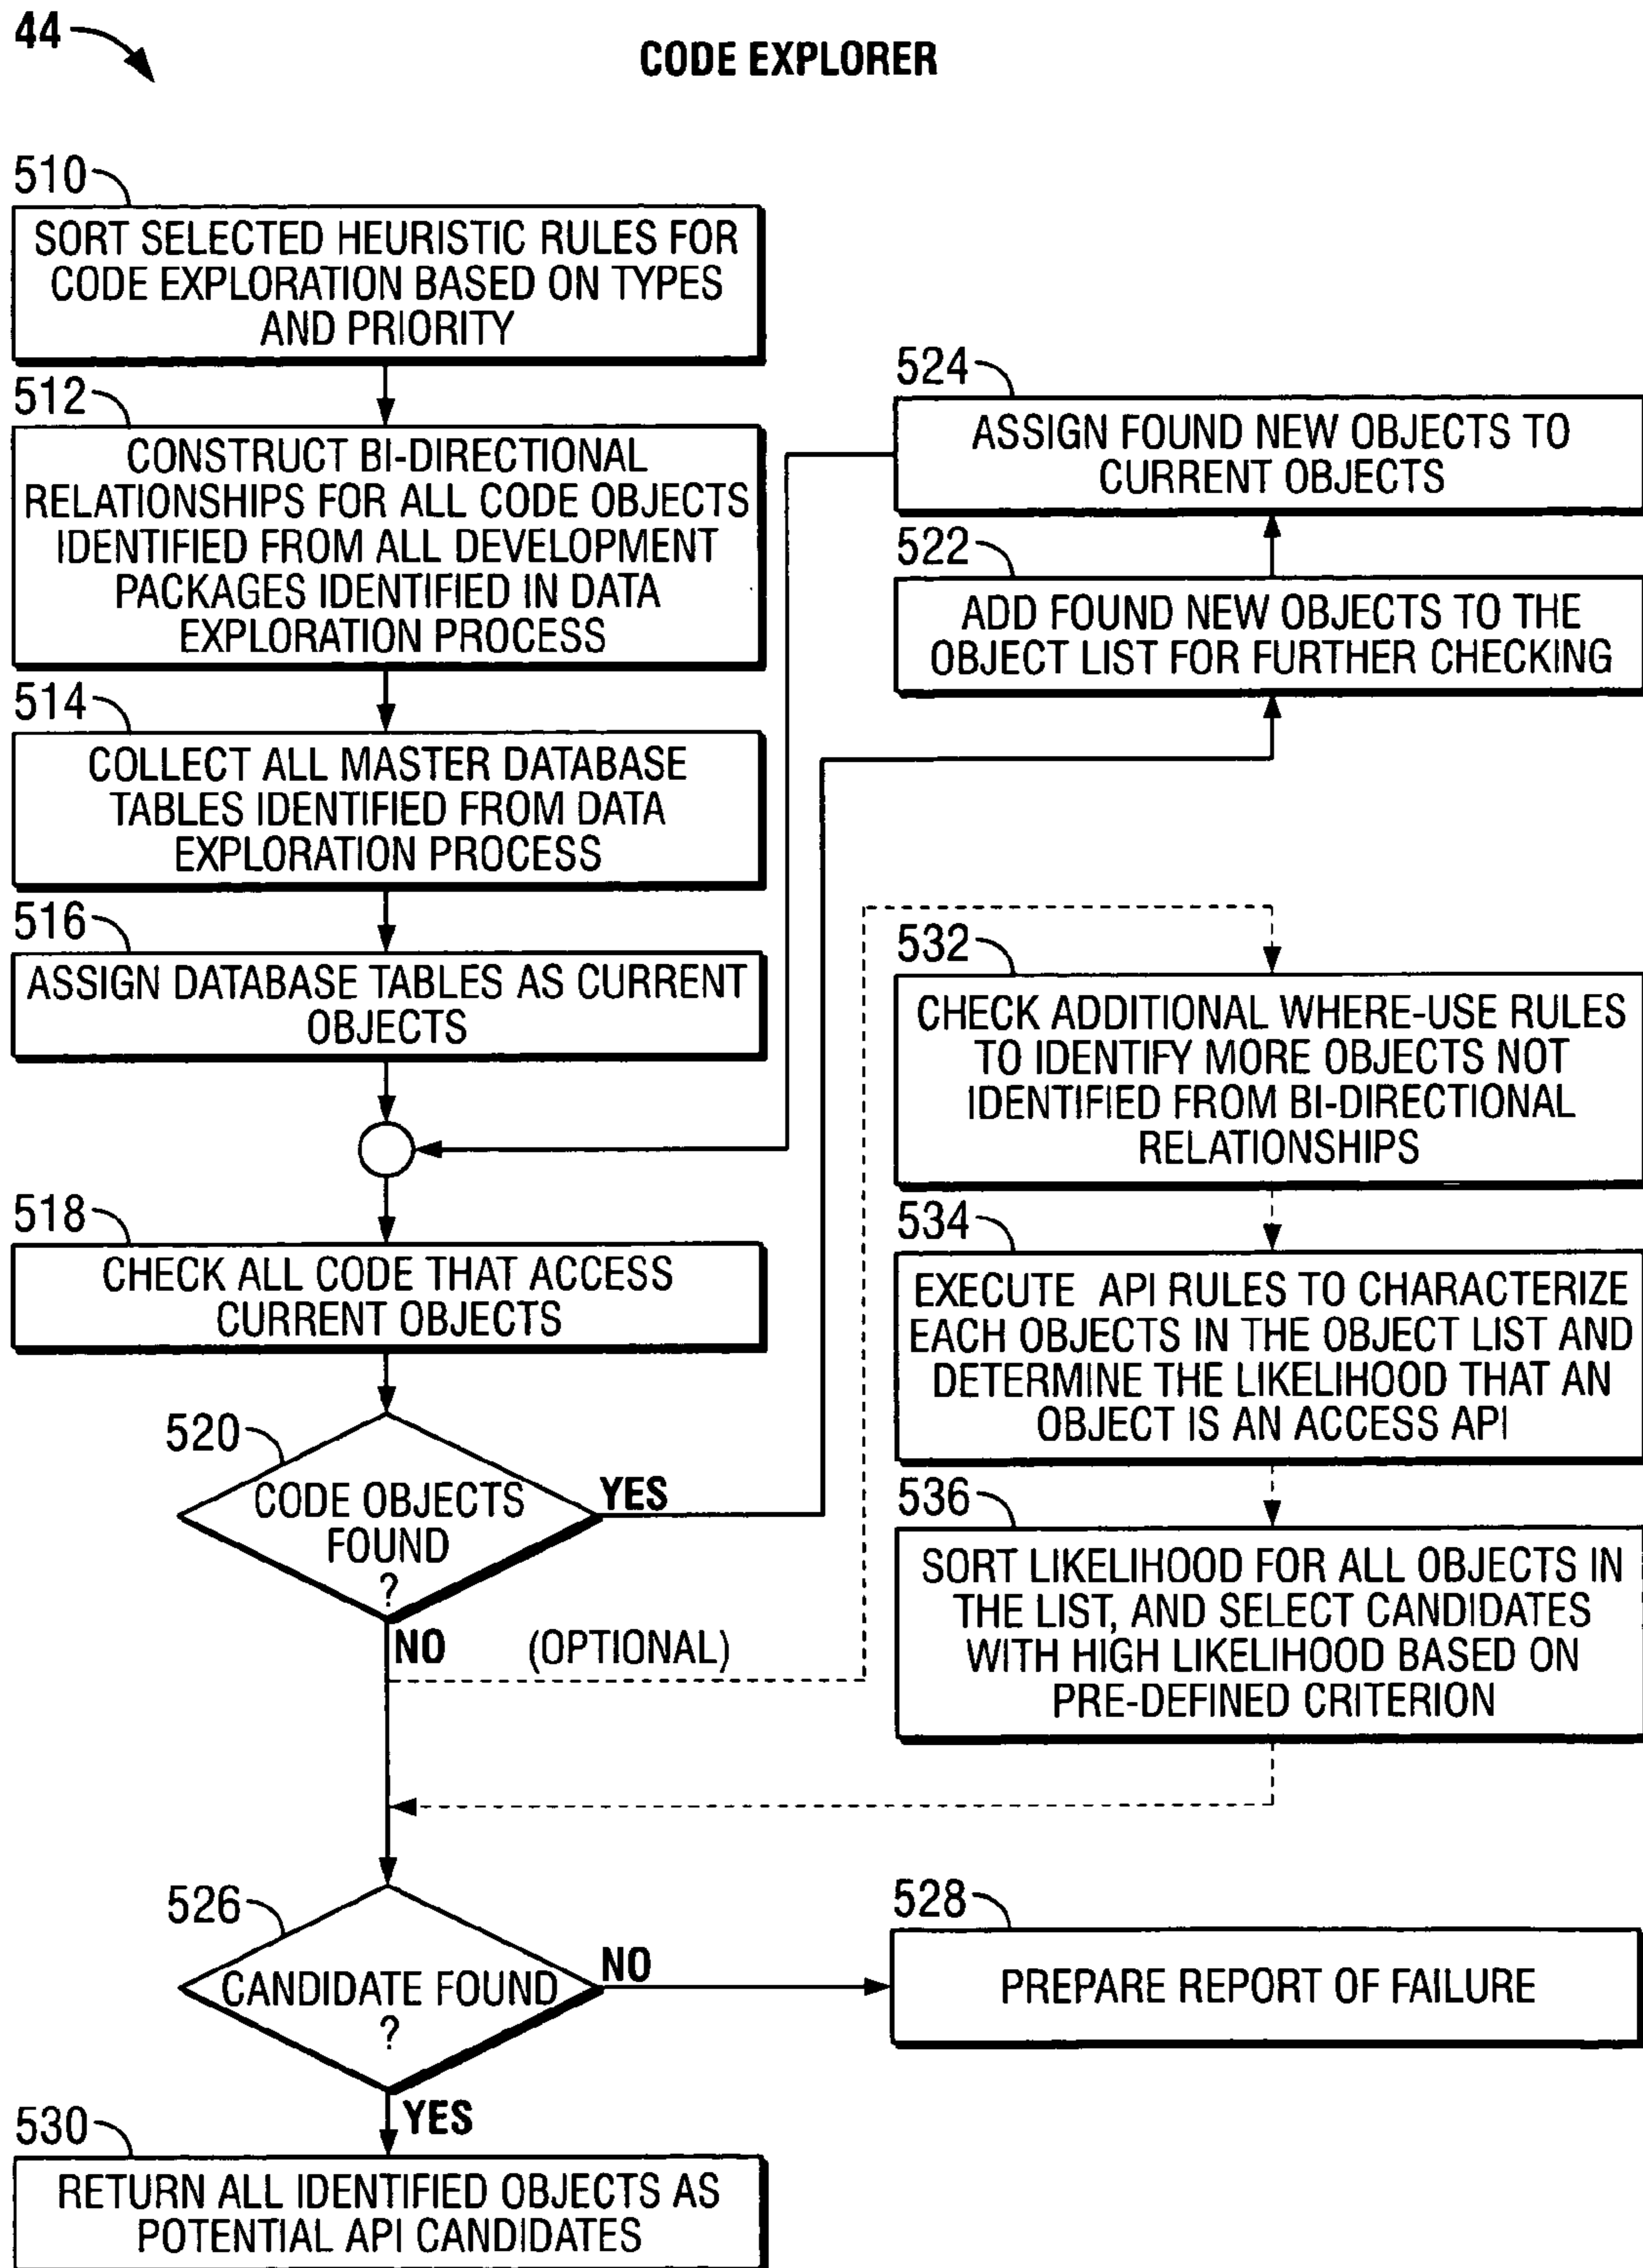 44
CODE EXPLORER
510
SORT SELECTED HEURISTIC RULES FOR
CODE EXPLORATION BASED ON TYPES
AND PRIORITY
512
CONSTRUCT BI-DIRECTIONAL
RELATIONSHIPS FOR ALL CODE OBJECTS
IDENTIFIED FROM ALL DEVELOPMENT
PACKAGES IDENTIFIED IN DATA
EXPLORATION PROCESS
514
COLLECT ALL MASTER DATABASE
TABLES IDENTIFIED FROM DATA
EXPLORATION PROCESS
516
ASSIGN DATABASE TABLES AS CURRENT
OBJECTS
518
CHECK ALL CODE THAT ACCESS
CURRENT OBJECTS
520
CODE OBJECTS
FOUND
?
YES
NO
(OPTIONAL)
524
ASSIGN FOUND NEW OBJECTS TO
CURRENT OBJECTS
522
ADD FOUND NEW OBJECTS TO THE
OBJECT LIST FOR FURTHER CHECKING
532
CHECK ADDITIONAL WHERE-USE RULES
TO IDENTIFY MORE OBJECTS NOT
IDENTIFIED FROM BI-DIRECTIONAL
RELATIONSHIPS
534
EXECUTE API RULES TO CHARACTERIZE
EACH OBJECTS IN THE OBJECT LIST AND
DETERMINE THE LIKELIHOOD THAT AN
OBJECT IS AN ACCESS API
536
SORT LIKELIHOOD FOR ALL OBJECTS IN
THE LIST, AND SELECT CANDIDATES
WITH HIGH LIKELIHOOD BASED ON
PRE-DEFINED CRITERION
526
CANDIDATE FOUND
?
NO
YES
528
PREPARE REPORT OF FAILURE
530
RETURN ALL IDENTIFIED OBJECTS AS
POTENTIAL API CANDIDATES